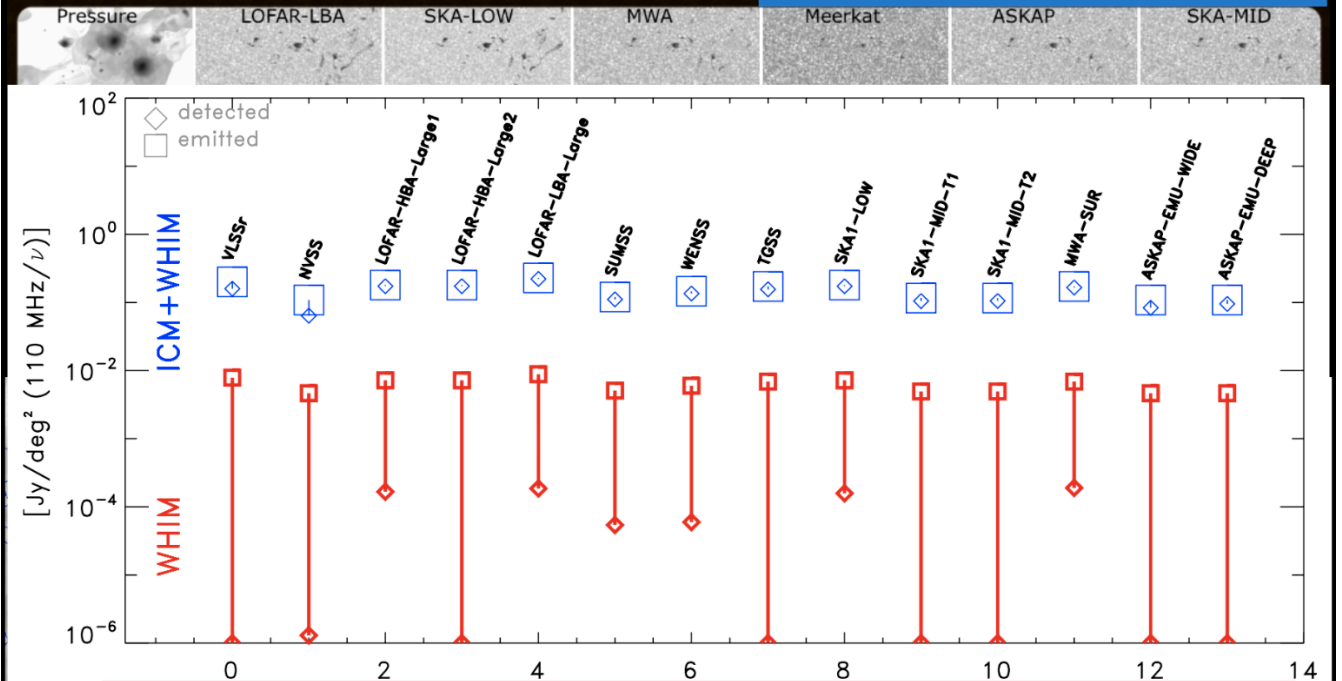 Pressure
LOFAR-LBA
SKA-LOW
MWA
Meerkat
ASKAP
SKA-MID
detected
emitted
[Jy/deg² (110 MHz/ν)]
ICM+WHIM
WHIM
10²
10⁰
10⁻²
10⁻⁴
10⁻⁶
VLSSr
NVSS
LOFAR-HBA-Large1
LOFAR-HBA-Large2
LOFAR-LBA-Large
SUMSS
WENSS
TGSS
SKA1-LOW
SKA1-MID-T1
SKA1-MID-T2
MWA-SUR
ASKAP-EMU-WIDE
ASKAP-EMU-DEEP
0 2 4 6 8 10 12 14